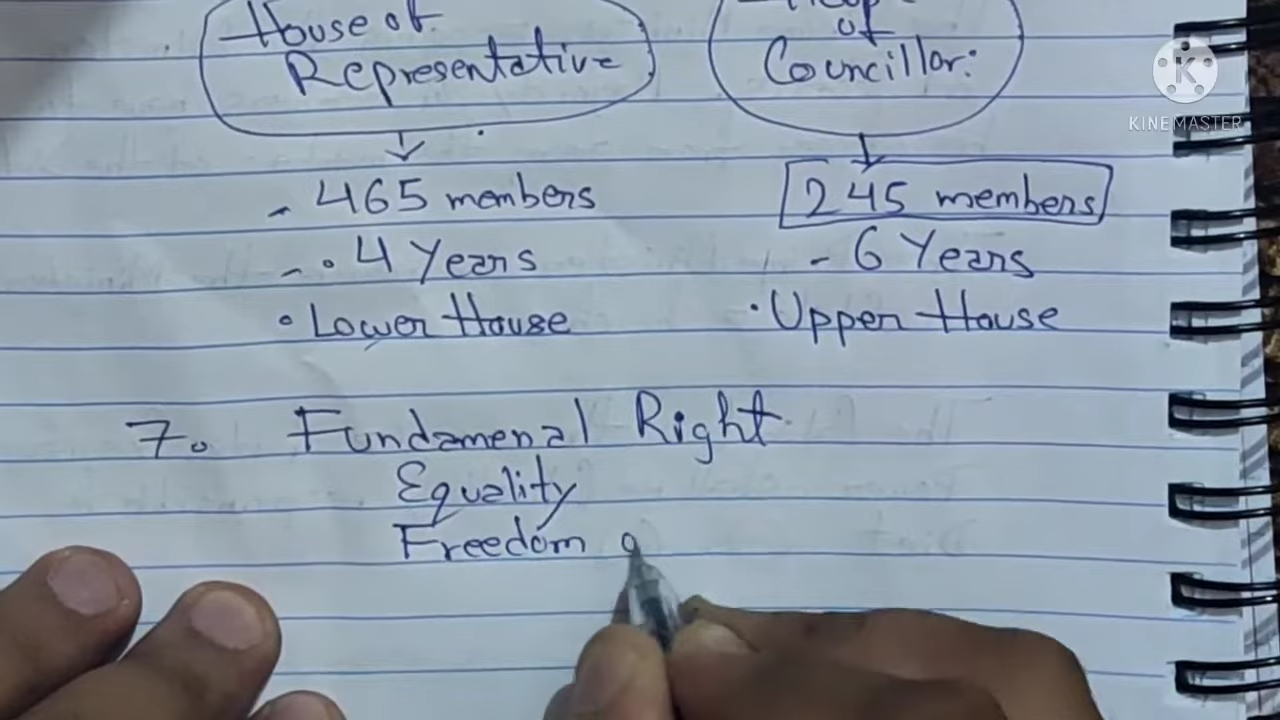 House of
Representative
of
Councillor:
- 465 members
- . 4 Years
• Lower House
245 members
- 6 Years
• Upper House
7. Fundamenal Right
Equality
Freedom o
KINEMASTER